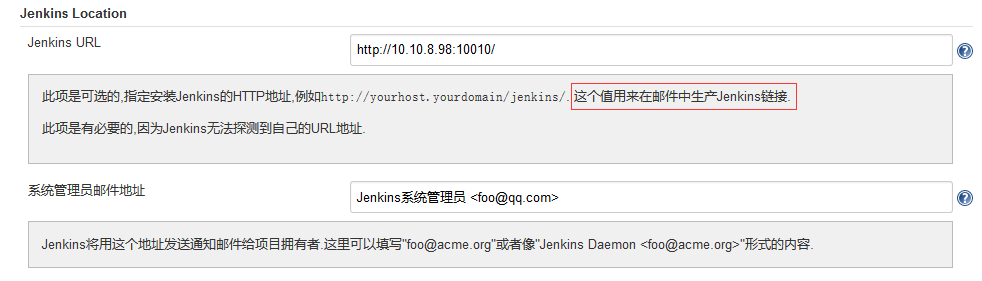 Jenkins Location
Jenkins URL
http://10.10.8.98:10010/
此项是可选的,指定安装Jenkins的HTTP地址,例如http://yourhost.yourdomain/jenkins/.这个值用来在邮件中生产Jenkins链接.
此项是有必要的,因为Jenkins无法探测到自己的URL地址.
系统管理员邮件地址
Jenkins系统管理员 <foo@qq.com>
Jenkins将用这个地址发送通知邮件给项目拥有者.这里可以填写"foo@acme.org"或者像"Jenkins Daemon <foo@acme.org>"形式的内容.